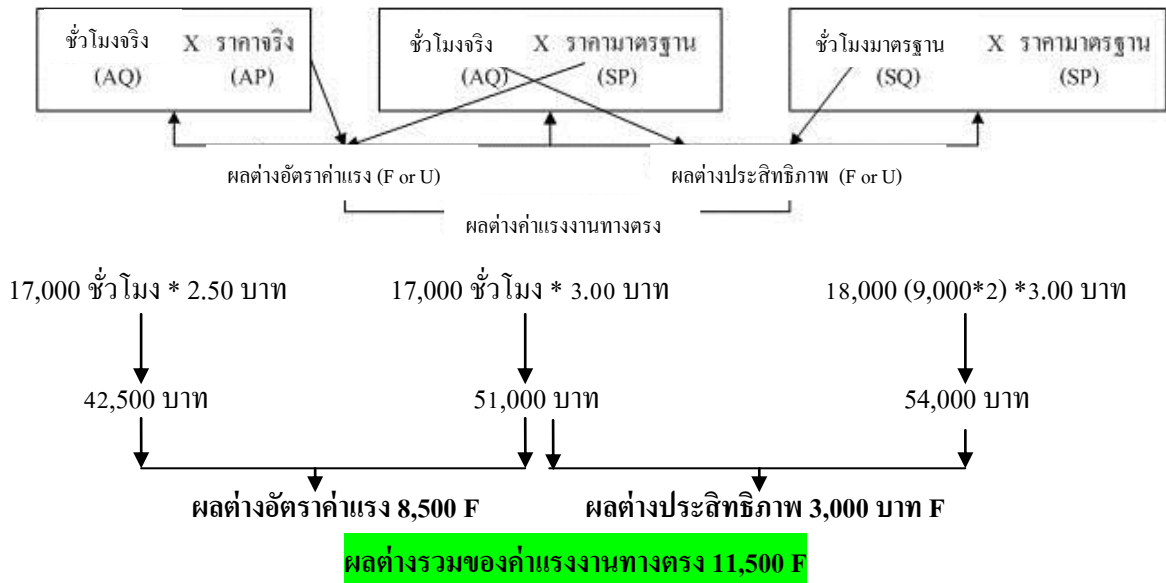 ชั่วโมงจริง X ราคาจริง ชั่วโมงจริง X ราคามาตรฐาน ชั่วโมงมาตรฐาน X ราคามาตรฐาน
(AQ) (AP) (AQ) (SP) (SQ) (SP)
ผลต่างอัตราค่าแรง (F or U) ผลต่างประสิทธิภาพ (F or U)
ผลต่างค่าแรงงานทางตรง
17,000 ชั่วโมง * 2.50 บาท 17,000 ชั่วโมง * 3.00 บาท 18,000 (9,000*2) *3.00 บาท
42,500 บาท 51,000 บาท 54,000 บาท
ผลต่างอัตราค่าแรง 8,500 F ผลต่างประสิทธิภาพ 3,000 บาท F
ผลต่างรวมของค่าแรงงานทางตรง 11,500 F